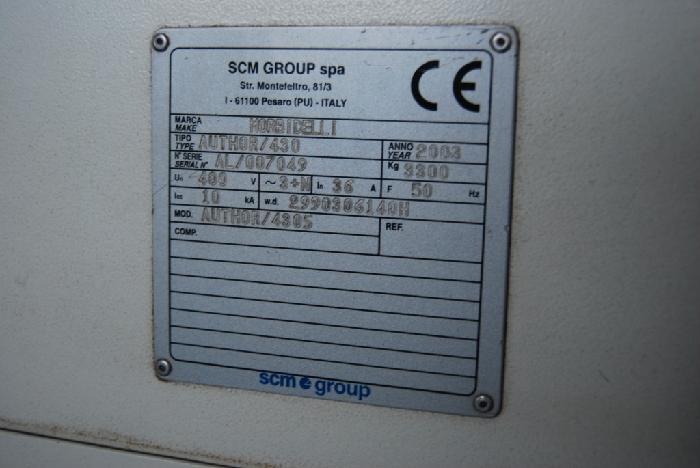 SCM GROUP spa
Str. Montefeltro, 81/3
I - 61100 Pesaro (PU) - ITALY
CE
MARCA
MAKE MORBIDELLI
TIPO
TYPE AUTHOR/430
ANNO
YEAR 2003
N° SERIE
SERIAL N° AL/007049
Kg 3300
Un 400 V ~ 3+N In 36 A F 50 Hz
Icc 10 kA w.d. 2990306140H
MOD. AUTHOR/430S REF.
COMP.
scm group